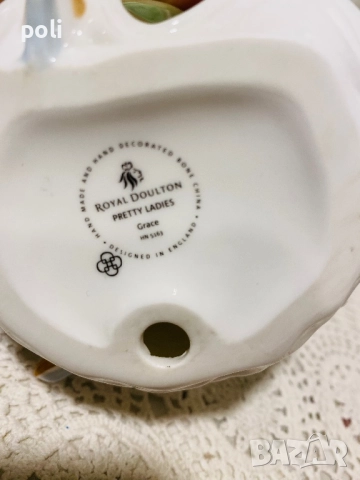 poli
HAND MADE AND HAND DECORATED BONE CHINA
ROYAL DOULTON
PRETTY LADIES
Grace
• DESIGNED IN ENGLAND •
BAZAR